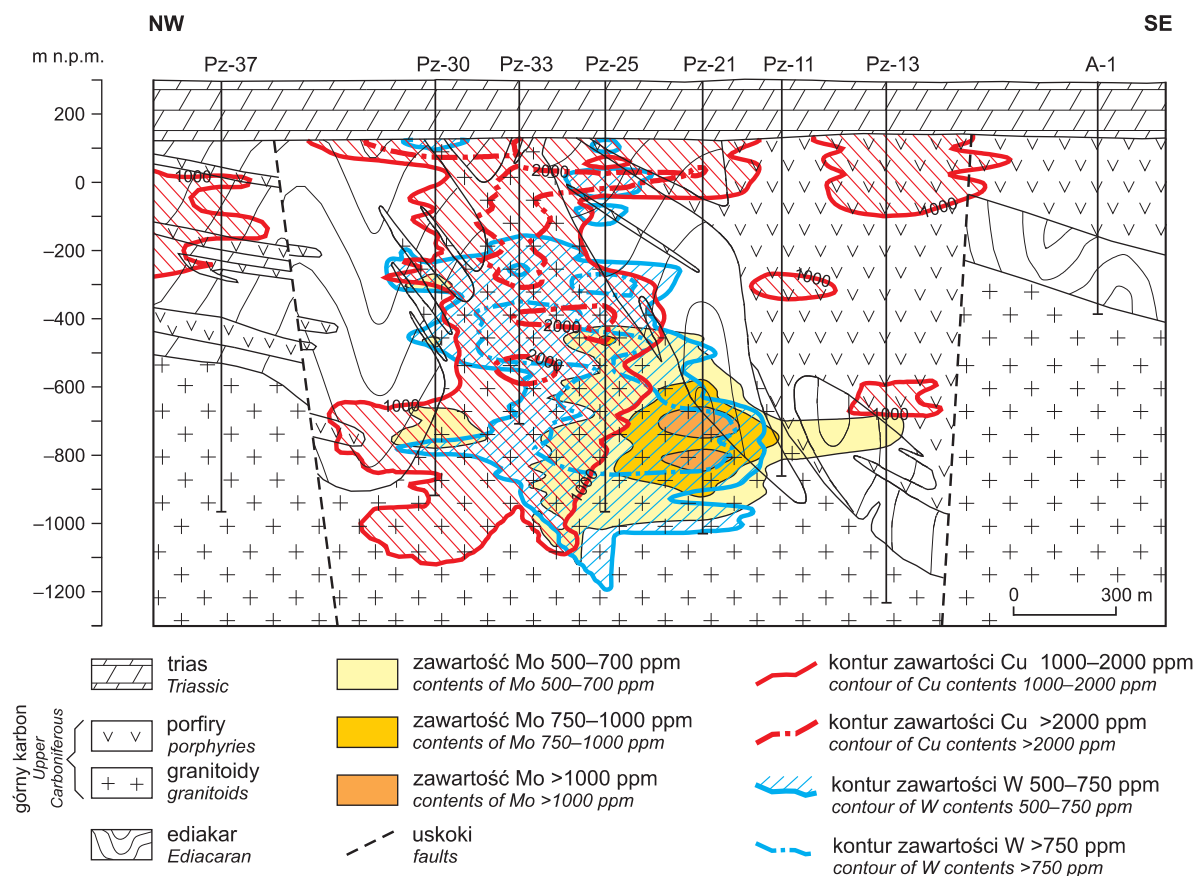 NW
SE
m n.p.m.
Pz-37
Pz-30
Pz-33
Pz-25
Pz-21
Pz-11
Pz-13
A-1
200
0
–200
–400
–600
–800
–1000
–1200
1000
2000
1000
1000
2000
2000
1000
1000
1000
0
300 m
górny karbon
Upper
Carboniferous
trias
Triassic
porfiry
porphyries
granitoidy
granitoids
ediakar
Ediacaran
zawartość Mo 500–700 ppm
contents of Mo 500–700 ppm
zawartość Mo 750–1000 ppm
contents of Mo 750–1000 ppm
zawartość Mo >1000 ppm
contents of Mo >1000 ppm
uskoki
faults
kontur zawartości Cu 1000–2000 ppm
contour of Cu contents 1000–2000 ppm
kontur zawartości Cu >2000 ppm
contour of Cu contents >2000 ppm
kontur zawartości W 500–750 ppm
contour of W contents 500–750 ppm
kontur zawartości W >750 ppm
contour of W contents >750 ppm